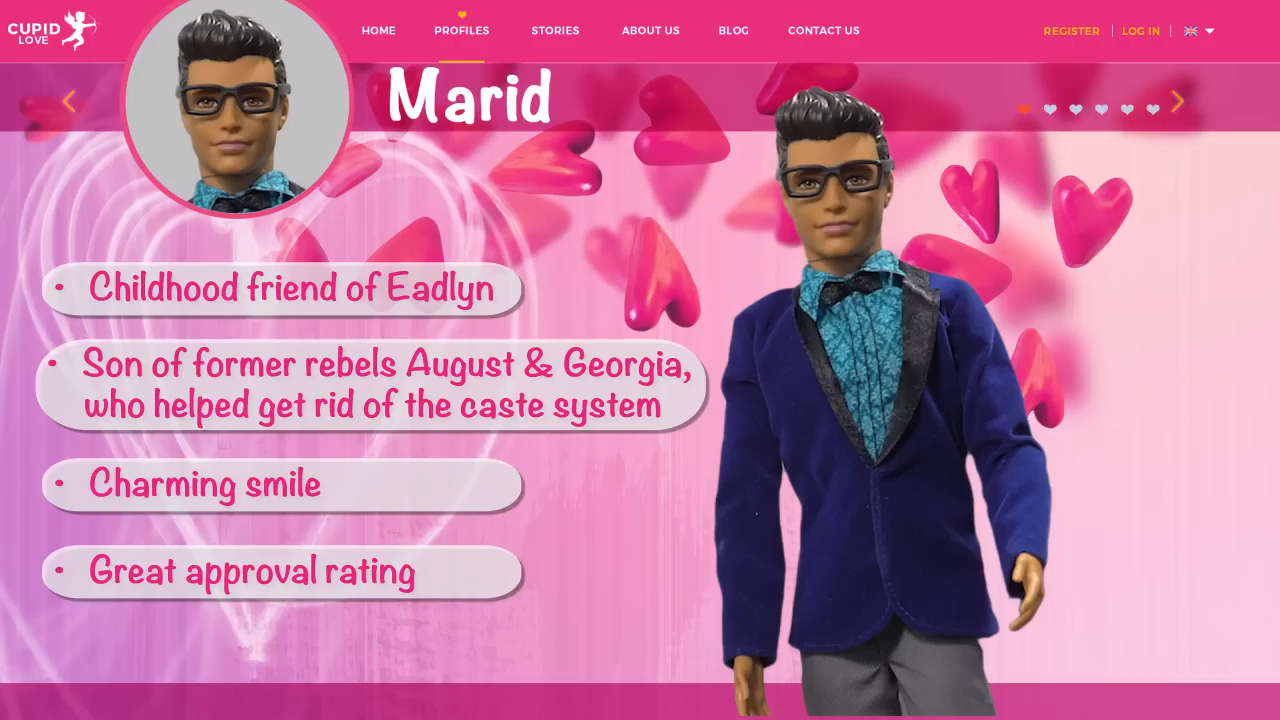 CUPID
LOVE
HOME PROFILES STORIES ABOUT US BLOG CONTACT US REGISTER LOG IN
Marid
• Childhood friend of Eadlyn
• Son of former rebels August & Georgia,
who helped get rid of the caste system
• Charming smile
• Great approval rating